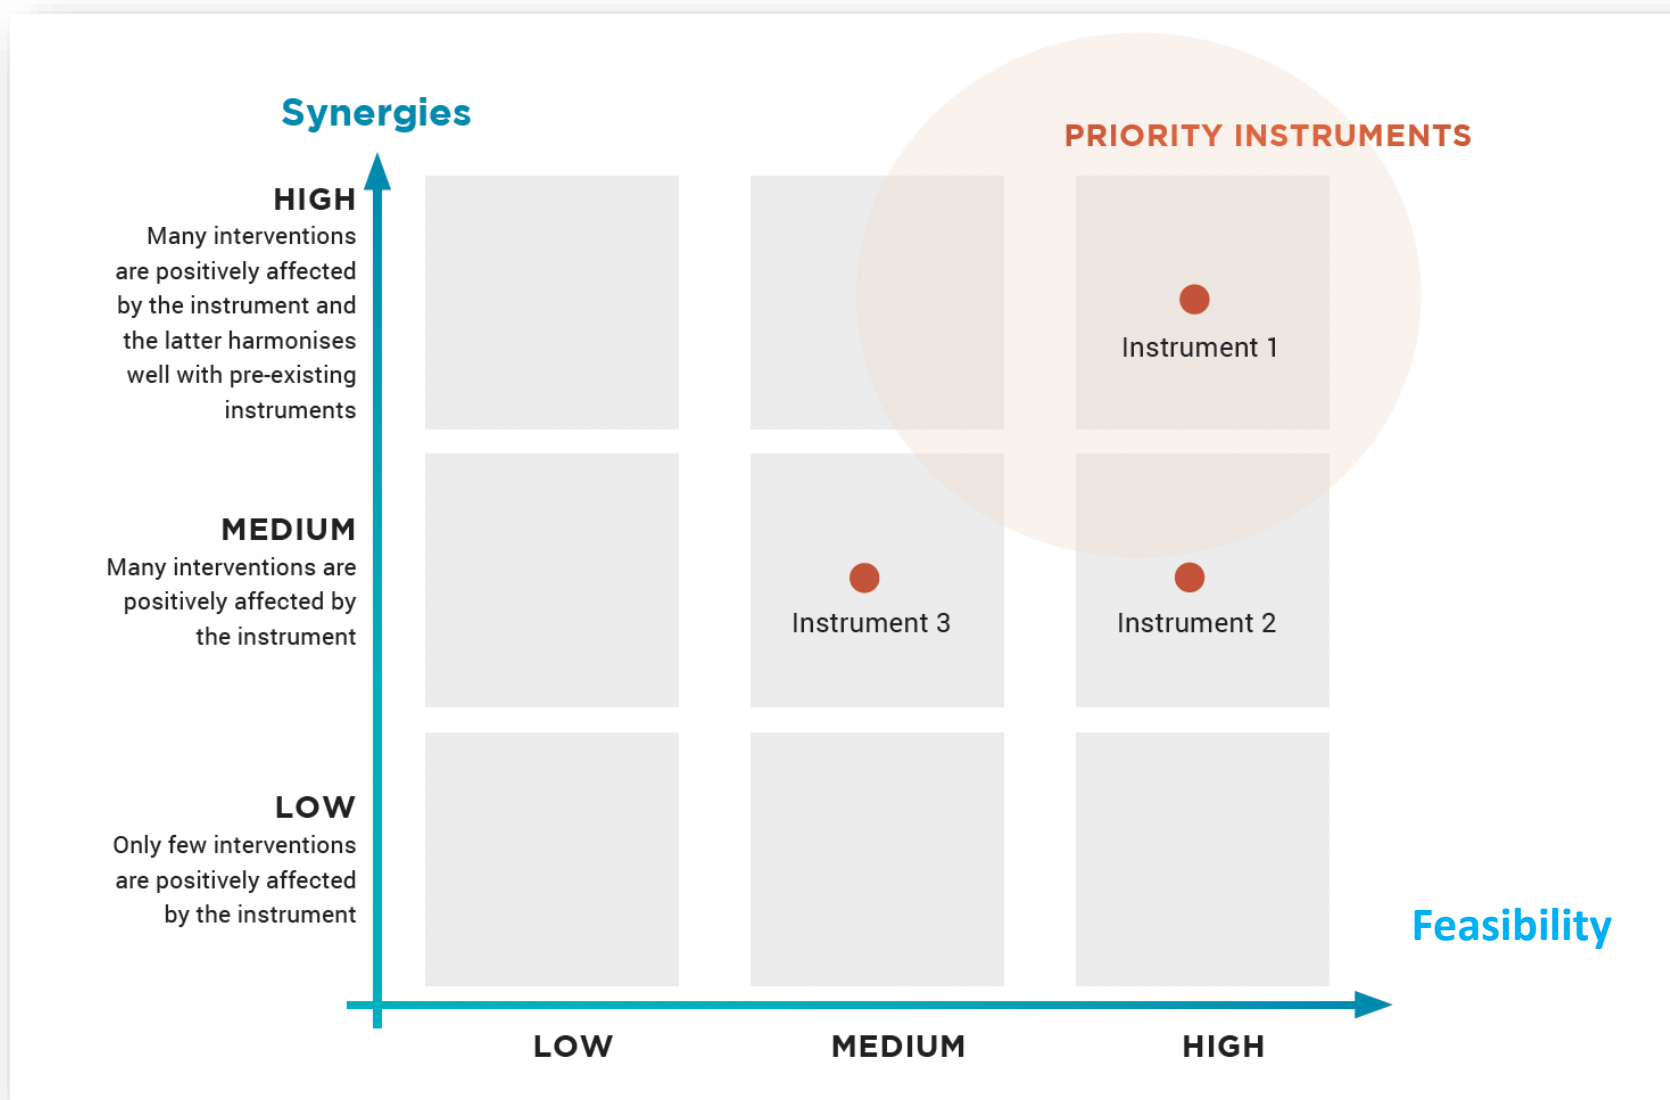 Synergies
PRIORITY INSTRUMENTS
HIGH
Many interventions
are positively affected
by the instrument and
the latter harmonises
well with pre-existing
instruments
Instrument 1
MEDIUM
Many interventions are
positively affected by
the instrument
Instrument 3
Instrument 2
LOW
Only few interventions
are positively affected
by the instrument
Feasibility
LOW
MEDIUM
HIGH